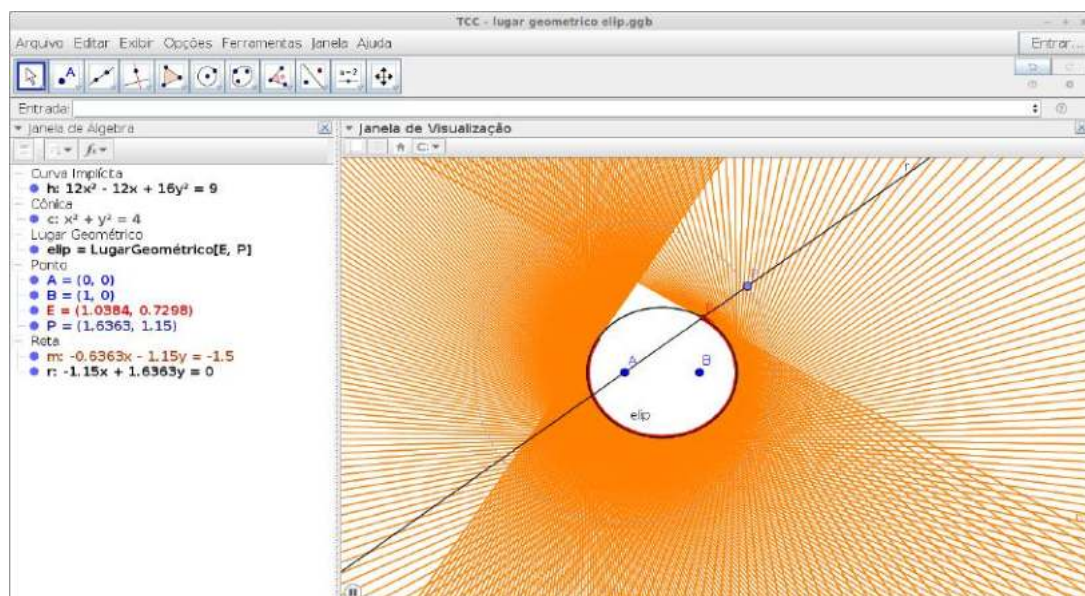 TCC - lugar geometrico elip.ggb
Arquivo Editar Exibir Opções Ferramentas Janela Ajuda
Entrar...
A
a=2
Entrada:
Janela de Álgebra
Janela de Visualização
Curva Implícita
h: 12x² - 12x + 16y² = 9
Cônica
c: x² + y² = 4
Lugar Geométrico
elip = LugarGeométrico[E, P]
Ponto
A = (0, 0)
B = (1, 0)
E = (1.0384, 0.7298)
P = (1.6363, 1.15)
Reta
m: -0.6363x - 1.15y = -1.5
r: -1.15x + 1.6363y = 0
r
A
B
elip